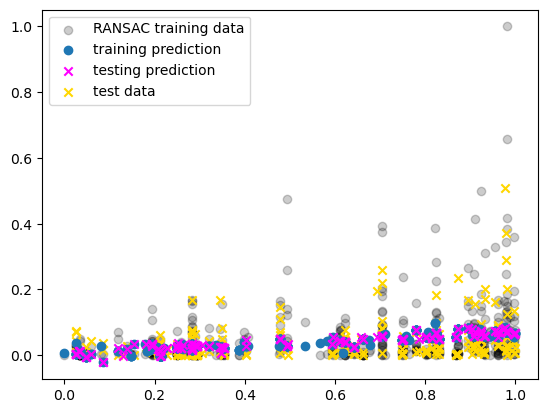 1.0
0.8
0.6
0.4
0.2
0.0
RANSAC training data
training prediction
testing prediction
test data
0.0 0.2 0.4 0.6 0.8 1.0